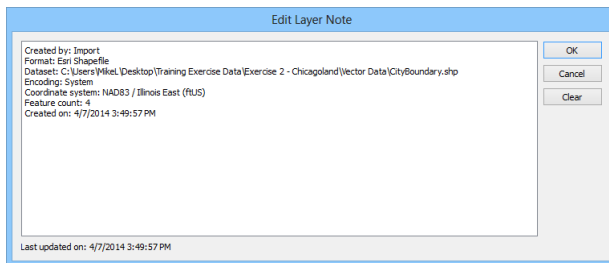 Edit Layer Note
Created by: Import
Format: Esri Shapefile
Dataset: C:\Users\MikeL\Desktop\Training Exercise Data\Exercise 2 - Chicagoland\Vector Data\CityBoundary.shp
Encoding: System
Coordinate system: NAD83 / Illinois East (ftUS)
Feature count: 4
Created on: 4/7/2014 3:49:57 PM
OK
Cancel
Clear
Last updated on: 4/7/2014 3:49:57 PM